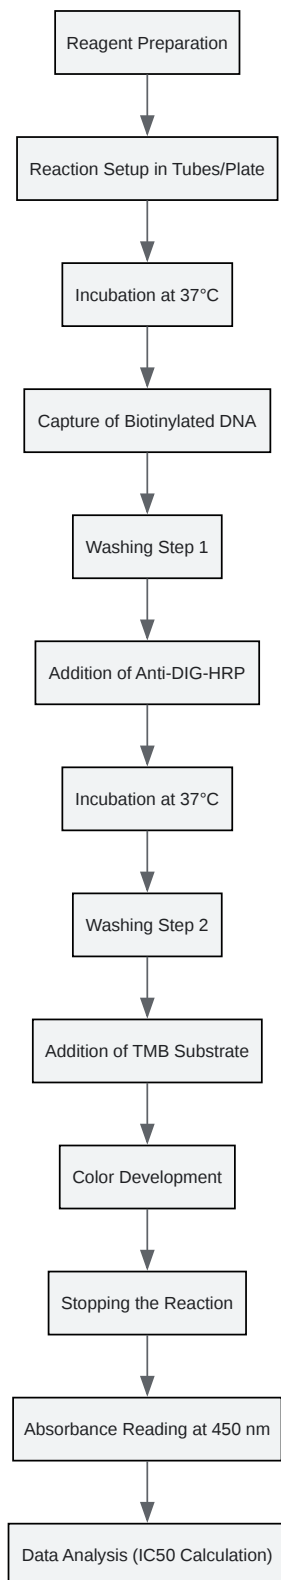 Reagent Preparation
Reaction Setup in Tubes/Plate
Incubation at 37°C
Capture of Biotinylated DNA
Washing Step 1
Addition of Anti-DIG-HRP
Incubation at 37°C
Washing Step 2
Addition of TMB Substrate
Color Development
Stopping the Reaction
Absorbance Reading at 450 nm
Data Analysis (IC50 Calculation)